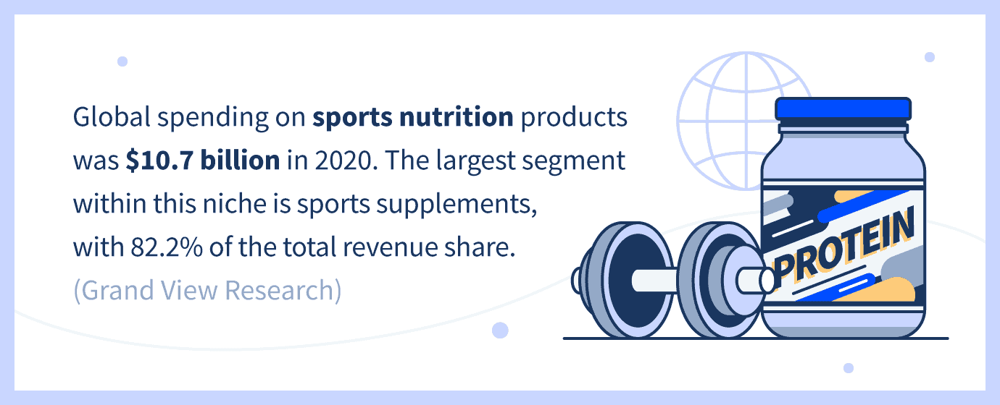 Global spending on sports nutrition products
was $10.7 billion in 2020. The largest segment
within this niche is sports supplements,
with 82.2% of the total revenue share.
(Grand View Research)
PROTEIN